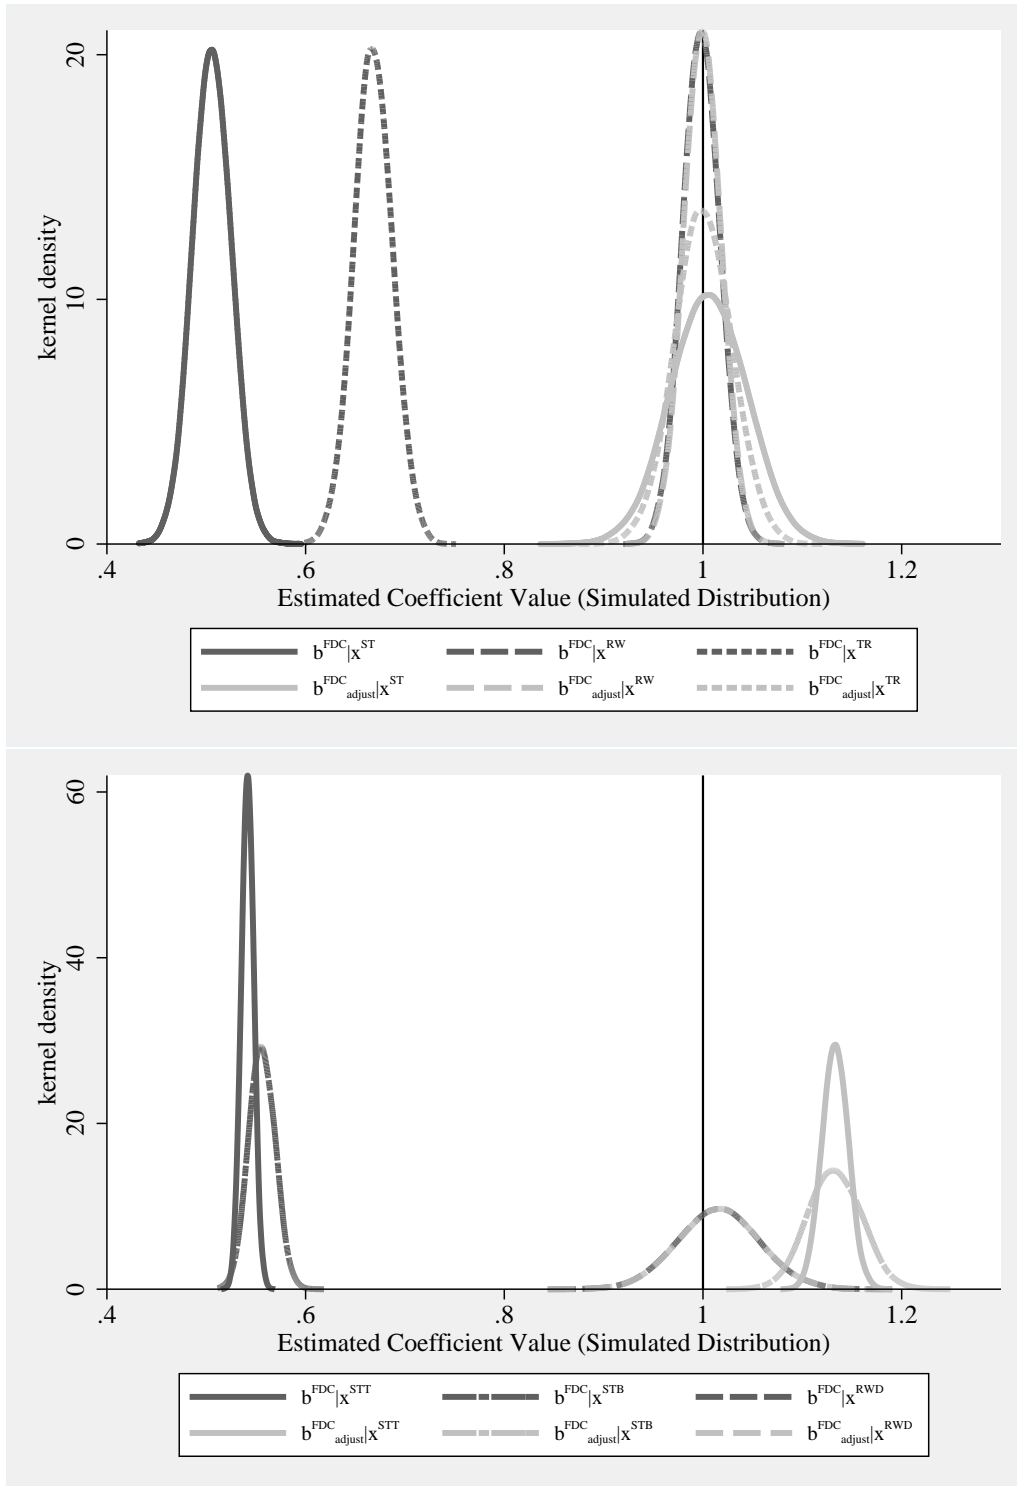 20
10
0
kernel density
.4 .6 .8 1 1.2
Estimated Coefficient Value (Simulated Distribution)
b^FDC|x^ST b^FDC|x^RW b^FDC|x^TR
b^FDC_adjust|x^ST b^FDC_adjust|x^RW b^FDC_adjust|x^TR
60
40
20
0
kernel density
.4 .6 .8 1 1.2
Estimated Coefficient Value (Simulated Distribution)
b^FDC|x^STT b^FDC|x^STB b^FDC|x^RWD
b^FDC_adjust|x^STT b^FDC_adjust|x^STB b^FDC_adjust|x^RWD